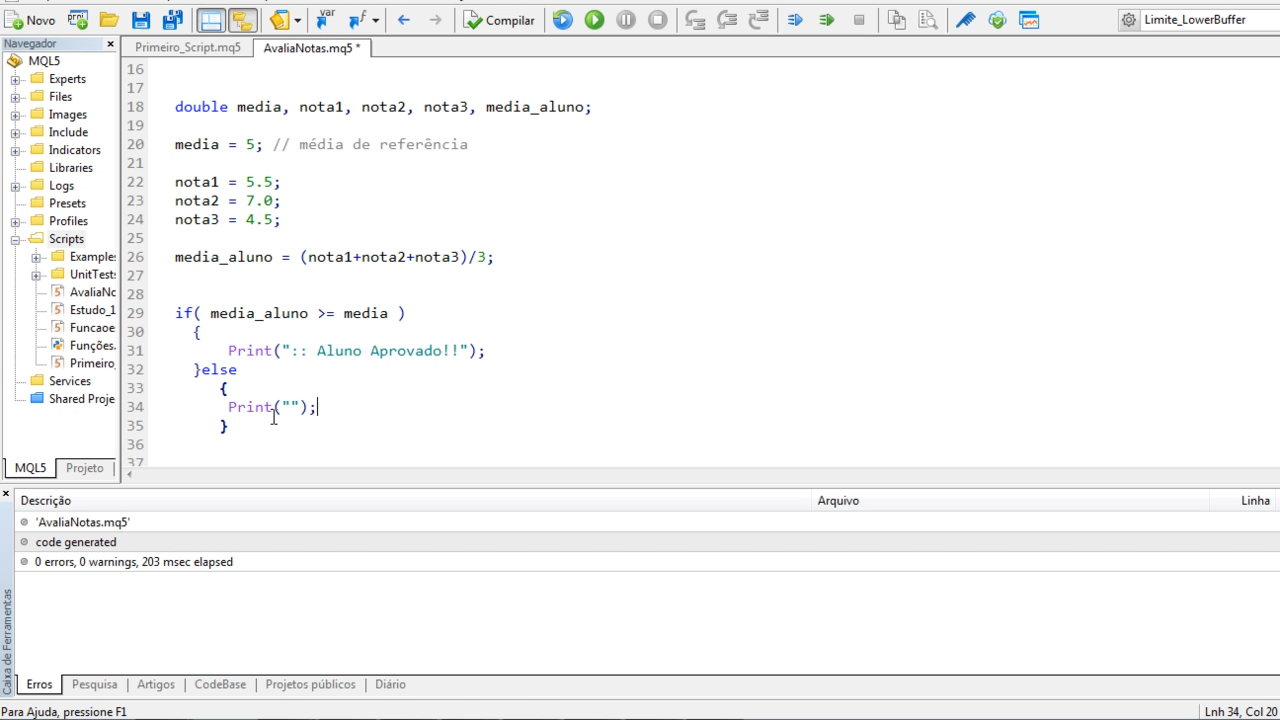 Novo
Compilar
Limite_LowerBuffer
Navegador
MQL5
Experts
Files
Images
Include
Indicators
Libraries
Logs
Presets
Profiles
Scripts
Examples
UnitTests
AvaliaNo
Estudo_1
Funcaoe
Funções.
Primeiro_
Services
Shared Proje
MQL5
Projeto
Primeiro_Script.mq5
AvaliaNotas.mq5 *
16
17
18 double media, nota1, nota2, nota3, media_aluno;
19
20 media = 5; // média de referência
21
22 nota1 = 5.5;
23 nota2 = 7.0;
24 nota3 = 4.5;
25
26 media_aluno = (nota1+nota2+nota3)/3;
27
28
29 if( media_aluno >= media )
30 {
31 Print(":: Aluno Aprovado!!");
32 }else
33 {
34 Print("");
35 }
36
37
Descrição Arquivo Linha
'AvaliaNotas.mq5'
code generated
0 errors, 0 warnings, 203 msec elapsed
Caixa de Ferramentas
Erros Pesquisa Artigos CodeBase Projetos públicos Diário
Para Ajuda, pressione F1
Lnh 34, Col 20